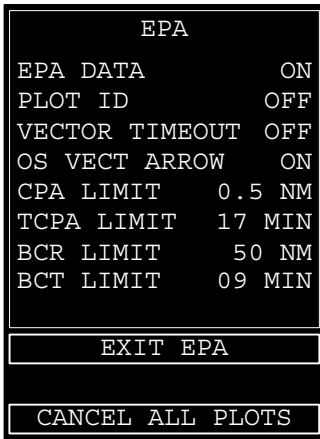 EPA
EPA DATA ON
PLOT ID OFF
VECTOR TIMEOUT OFF
OS VECT ARROW ON
CPA LIMIT 0.5 NM
TCPA LIMIT 17 MIN
BCR LIMIT 50 NM
BCT LIMIT 09 MIN
EXIT EPA
CANCEL ALL PLOTS